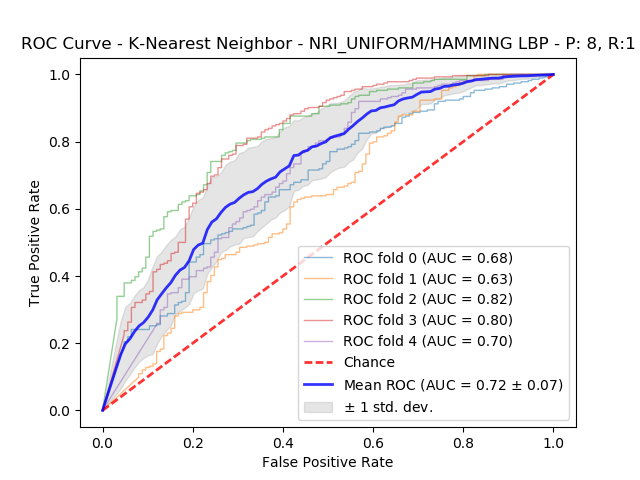 ROC Curve - K-Nearest Neighbor - NRI_UNIFORM/HAMMING LBP - P: 8, R:1
1.0
0.8
0.6
0.4
0.2
0.0
True Positive Rate
0.0 0.2 0.4 0.6 0.8 1.0
False Positive Rate
ROC fold 0 (AUC = 0.68)
ROC fold 1 (AUC = 0.63)
ROC fold 2 (AUC = 0.82)
ROC fold 3 (AUC = 0.80)
ROC fold 4 (AUC = 0.70)
Chance
Mean ROC (AUC = 0.72 ± 0.07)
± 1 std. dev.